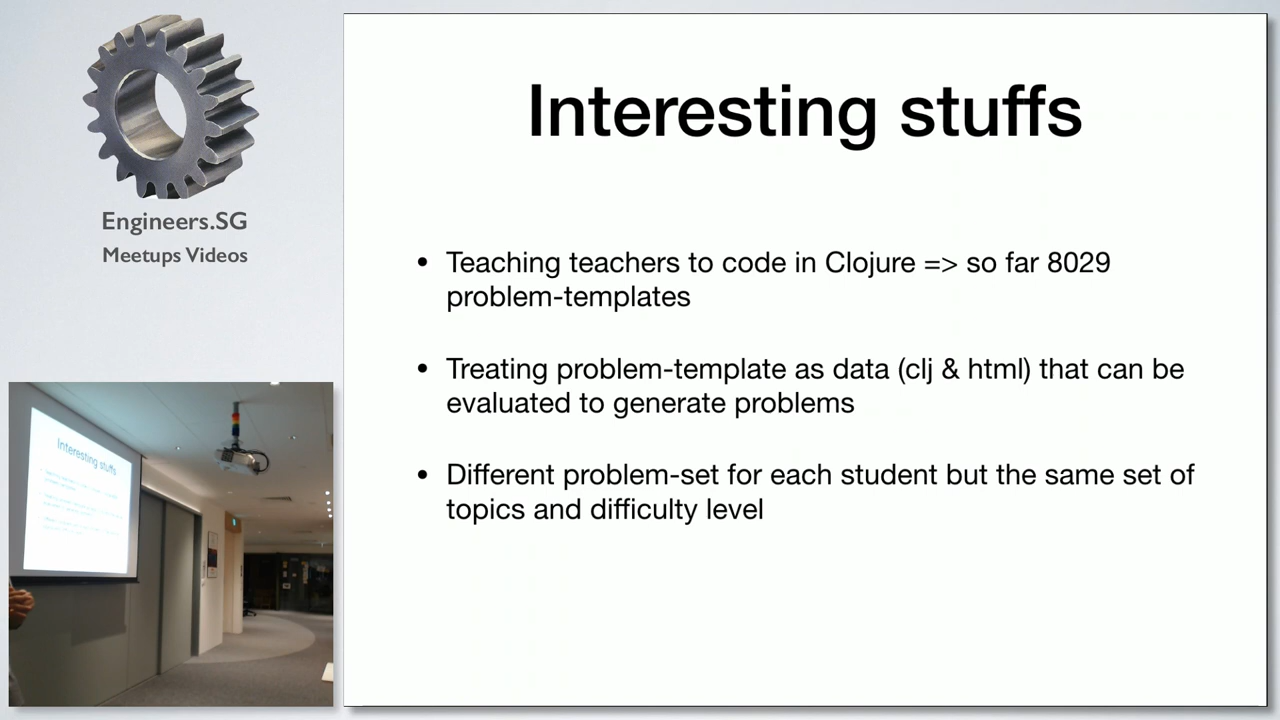 Engineers.SG
Meetups Videos
Interesting stuffs
• Teaching teachers to code in Clojure => so far 8029
problem-templates
• Treating problem-template as data (clj & html) that can be
evaluated to generate problems
• Different problem-set for each student but the same set of
topics and difficulty level
Interesting stuffs